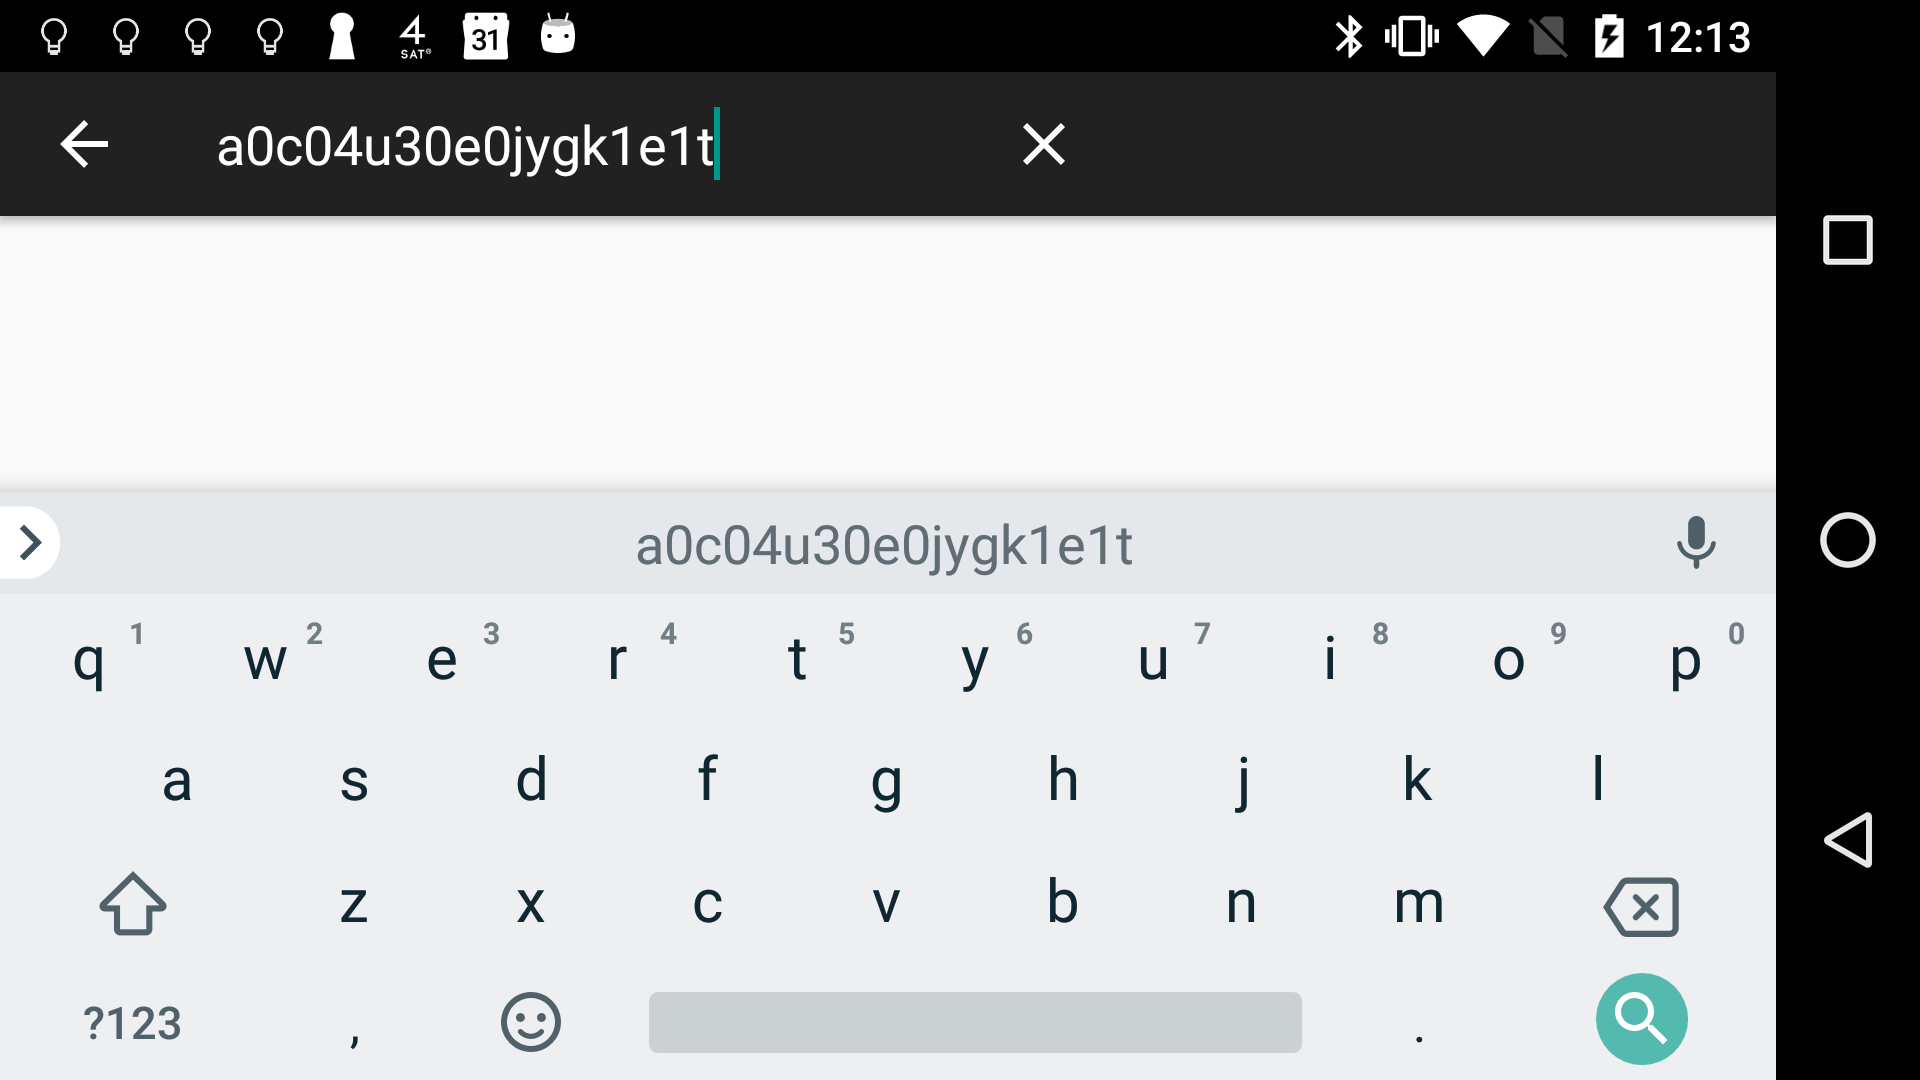 4
SAT®
31
12:13
a0c04u30e0jygk1e1t
a0c04u30e0jygk1e1t
q 1 w 2 e 3 r 4 t 5 y 6 u 7 i 8 o 9 p 0
a s d f g h j k l
z x c v b n m
?123 , .